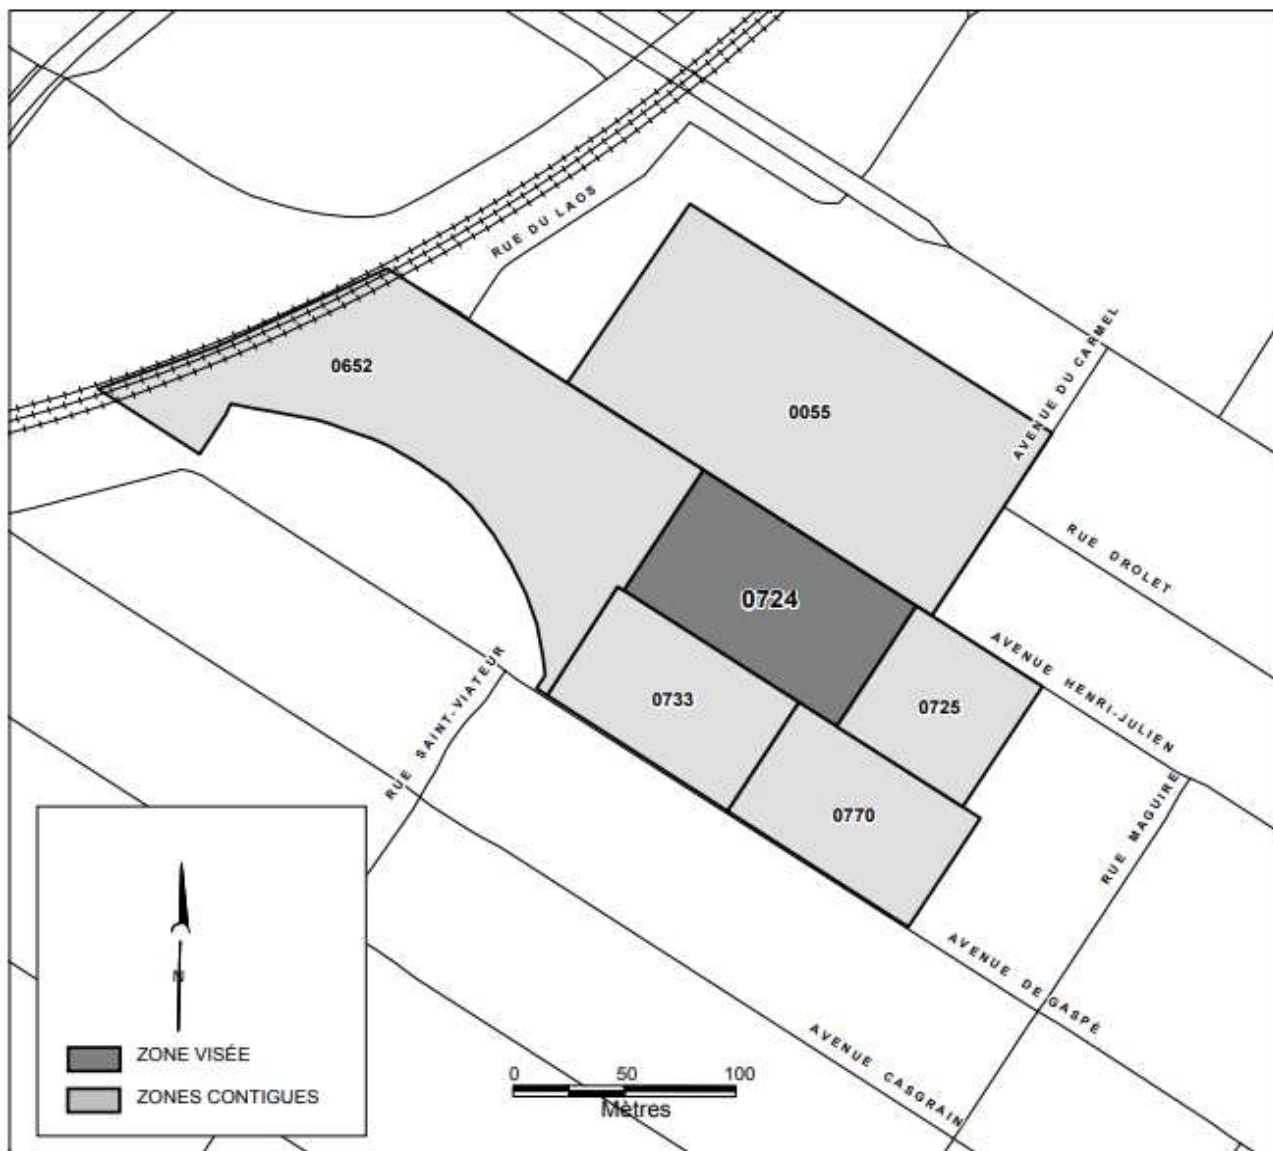 RUE DU LAOS
0652
0055
AVENUE DU CARMEL
RUE DROLET
0724
AVENUE HENRI-JULIEN
0733
0725
RUE SAINT-VIATEUR
0770
RUE MAGUIRE
AVENUE DE GASPÉ
AVENUE CASGRAIN
N
ZONE VISÉE
ZONES CONTIGUES
0 50 100
Mètres